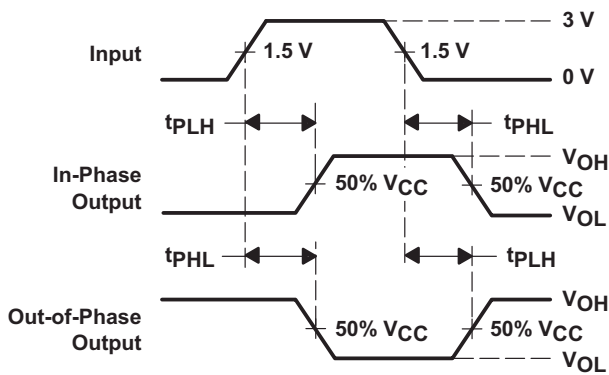 3 V
Input
1.5 V
1.5 V
0 V
tPLH
tPHL
VOH
In-Phase
Output
50% VCC
50% VCC
VOL
tPHL
tPLH
VOH
Out-of-Phase
Output
50% VCC
50% VCC
VOL